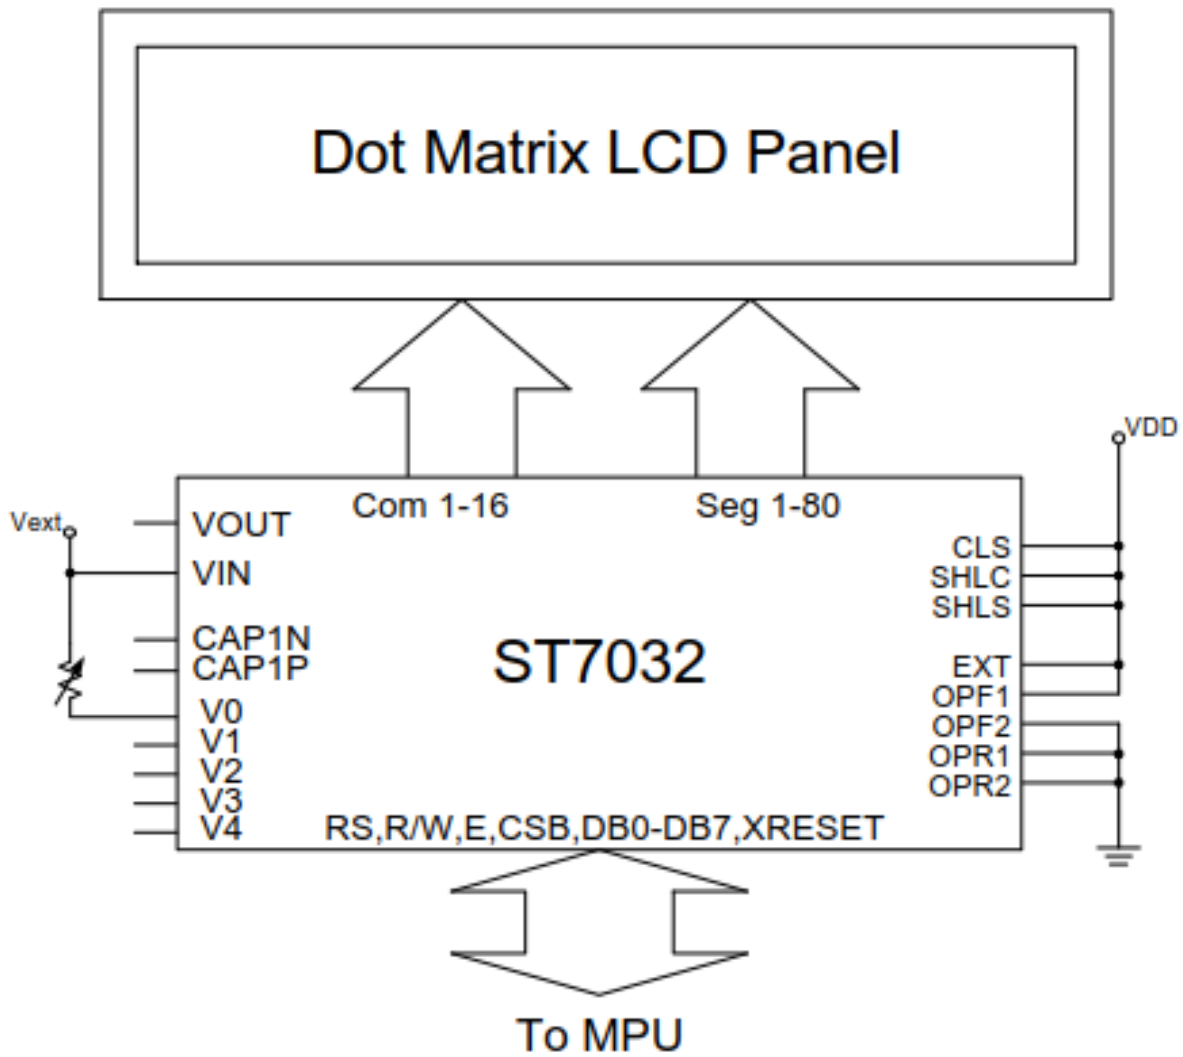 Dot Matrix LCD Panel
VDD
Com 1-16
Seg 1-80
Vext
VOUT
VIN
CAP1N
CAP1P
V0
V1
V2
V3
V4
ST7032
CLS
SHLC
SHLS
EXT
OPF1
OPF2
OPR1
OPR2
RS,R/W,E,CSB,DB0-DB7,XRESET
To MPU